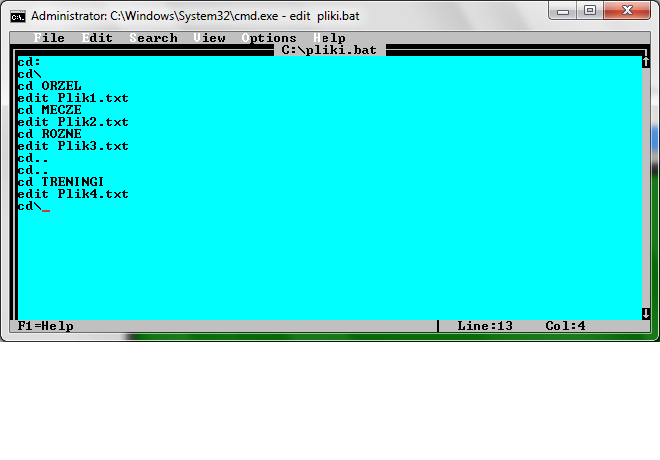 Administrator: C:\Windows\System32\cmd.exe - edit  pliki.bat
File Edit Search View Options Help
C:\pliki.bat
cd:
cd\
cd ORZEL
edit Plik1.txt
cd MECZE
edit Plik2.txt
cd ROZNE
edit Plik3.txt
cd..
cd..
cd TRENINGI
edit Plik4.txt
cd\
F1=Help Line:13 Col:4